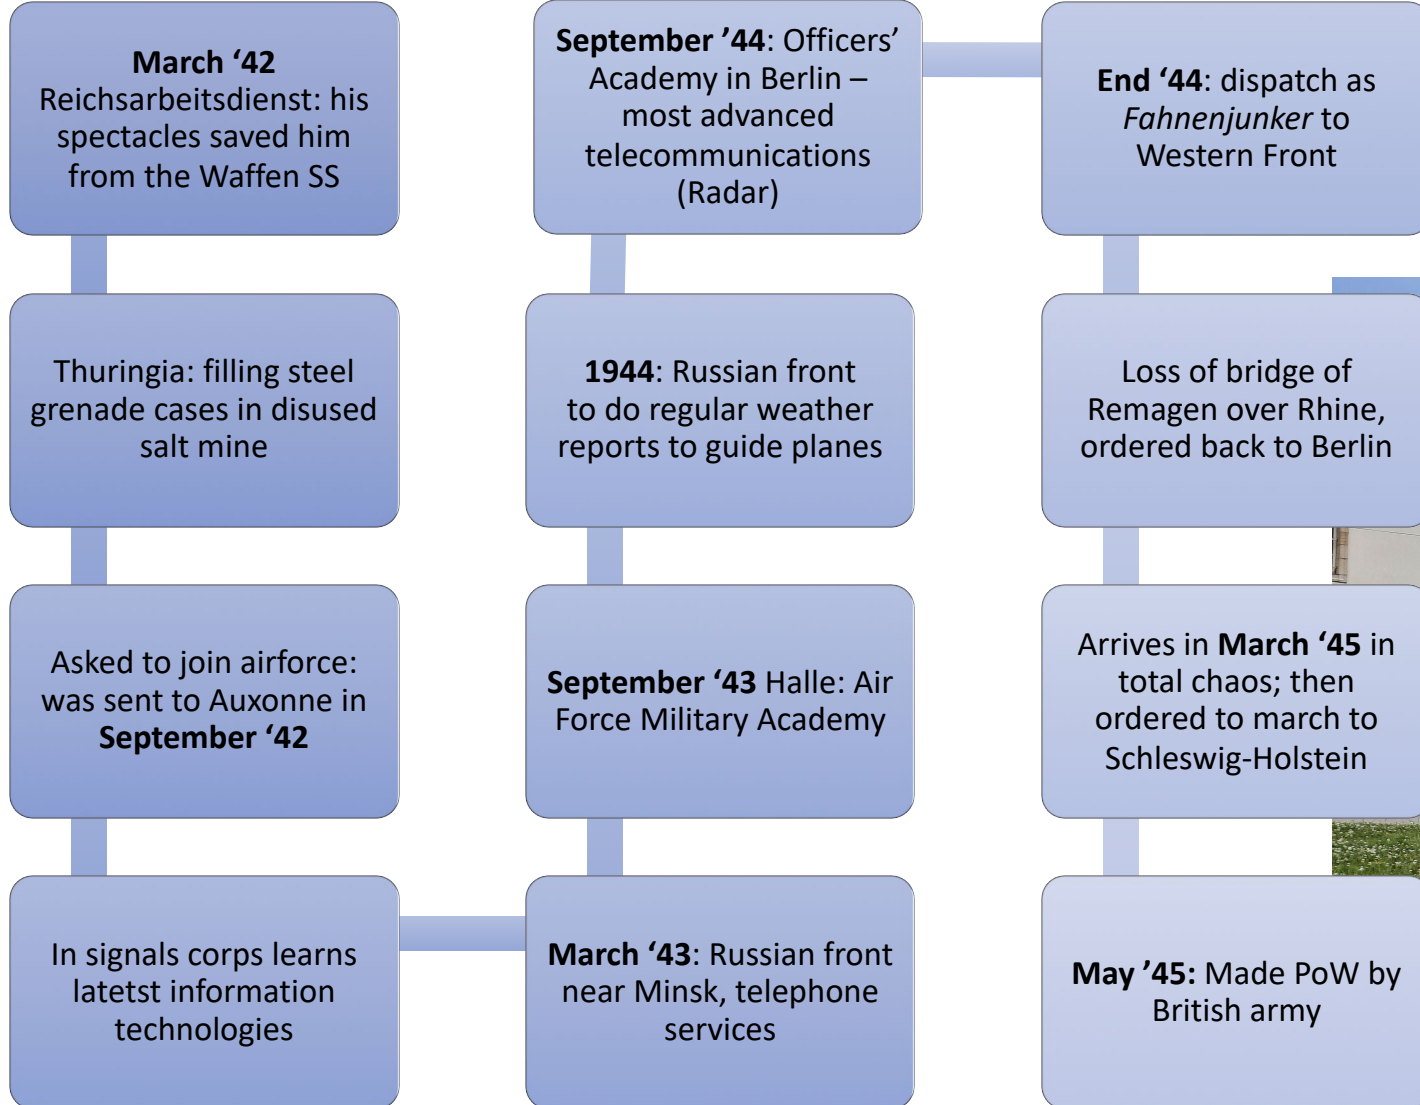 March ‘42
Reichsarbeitsdienst: his
spectacles saved him
from the Waffen SS
Thuringia: filling steel
grenade cases in disused
salt mine
Asked to join airforce:
was sent to Auxonne in
September ‘42
In signals corps learns
latetst information
technologies
March ‘43: Russian front
near Minsk, telephone
services
September ‘43 Halle: Air
Force Military Academy
1944: Russian front
to do regular weather
reports to guide planes
September ’44: Officers’
Academy in Berlin –
most advanced
telecommunications
(Radar)
End ‘44: dispatch as
Fahnenjunker to
Western Front
Loss of bridge of
Remagen over Rhine,
ordered back to Berlin
Arrives in March ‘45 in
total chaos; then
ordered to march to
Schleswig-Holstein
May ’45: Made PoW by
British army